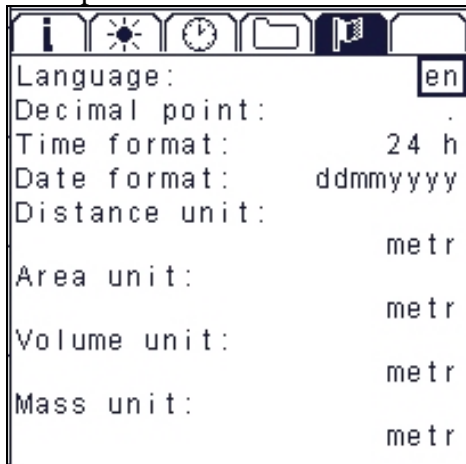 i
Language: en
Decimal point: .
Time format: 24 h
Date format: ddmmyyyy
Distance unit:
metr
Area unit:
metr
Volume unit:
metr
Mass unit:
metr